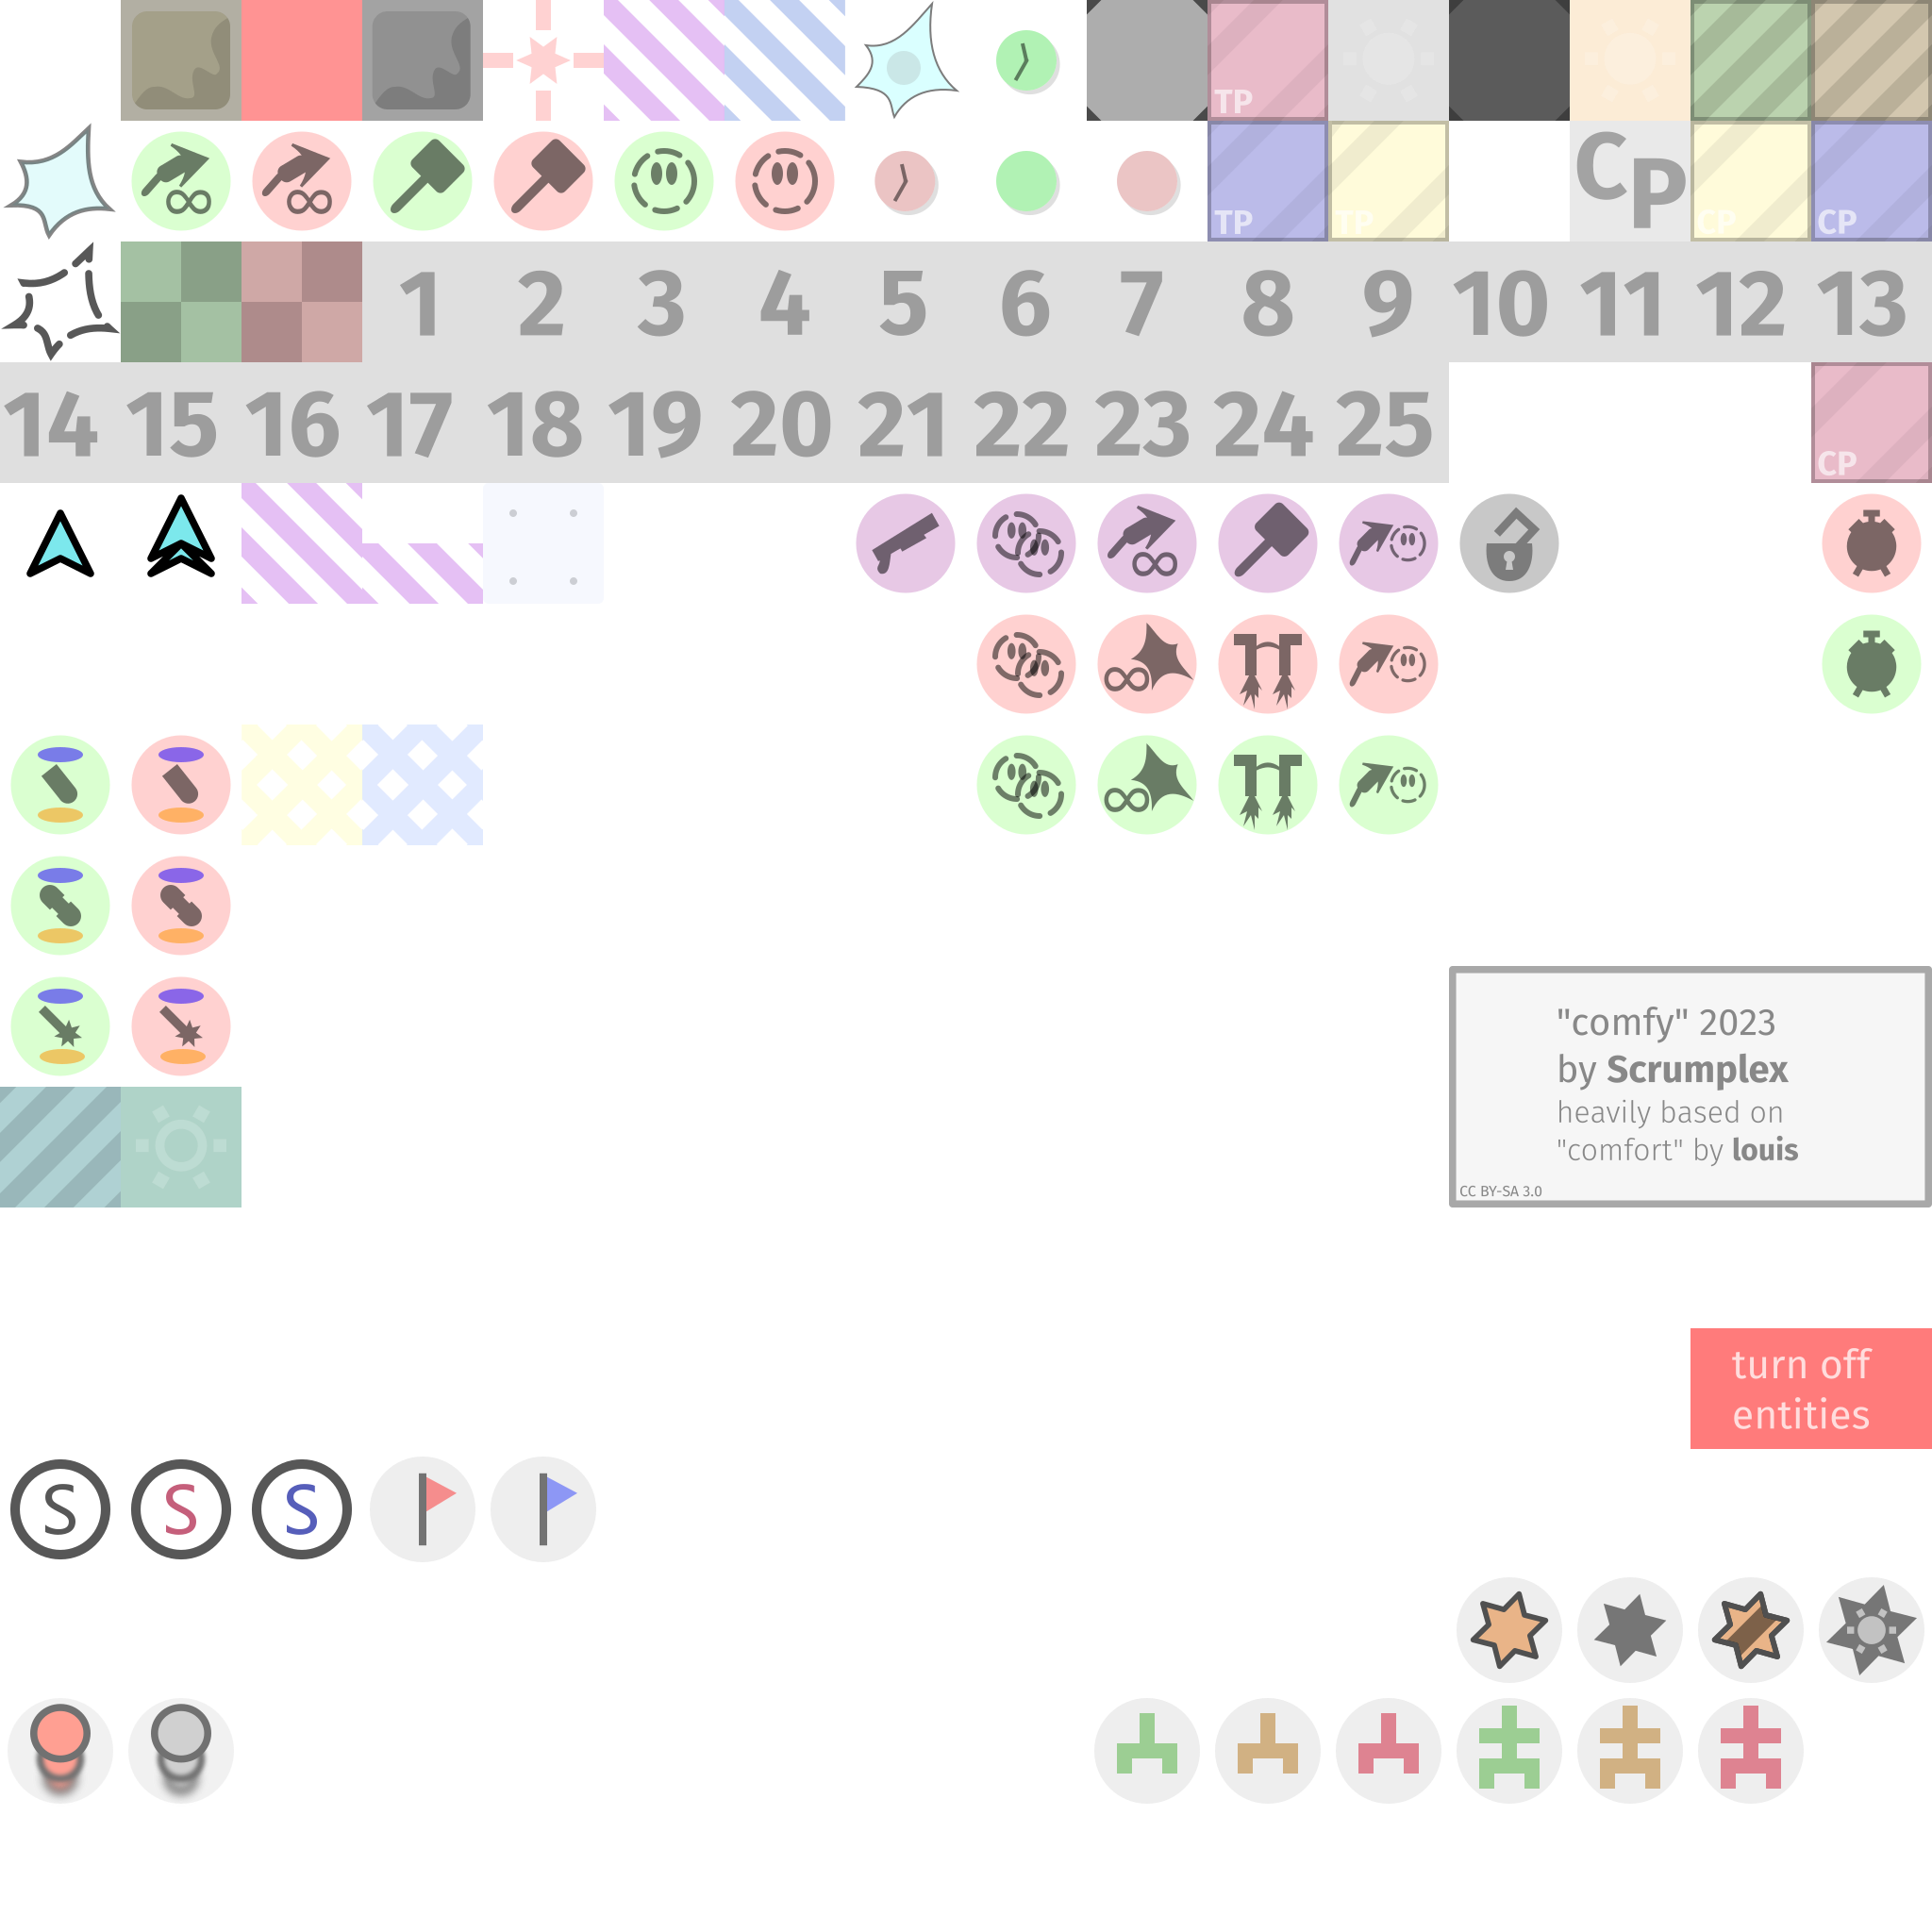 TP
TP
TP
CP
CP
CP
1 2 3 4 5 6 7 8 9 10 11 12 13
14 15 16 17 18 19 20 21 22 23 24 25
CP
"comfy" 2023
by Scrumplex
heavily based on
"comfort" by louis
CC BY-SA 3.0
turn off
entities
S S S